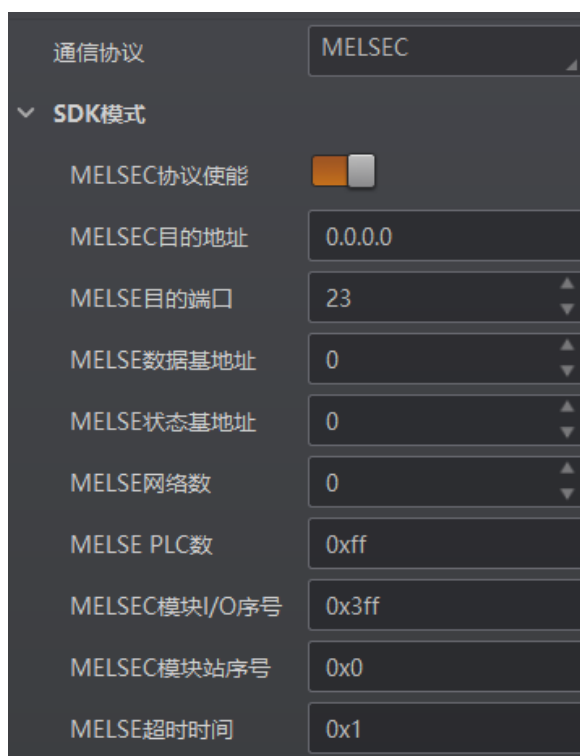 通信协议 MELSEC
SDK模式
MELSEC协议使能
MELSEC目的地址 0.0.0.0
MELSE目的端口 23
MELSE数据基地址 0
MELSE状态基地址 0
MELSE网络数 0
MELSE PLC数 0xff
MELSEC模块I/O序号 0x3ff
MELSEC模块站序号 0x0
MELSE超时时间 0x1